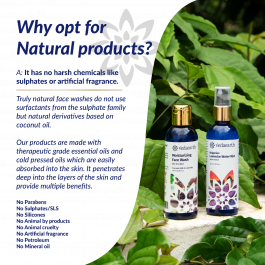 Why opt for
Natural products?
A: It has no harsh chemicals like
sulphates or artificial fragrance.
Truly natural face washes do not use
surfactants from the sulphate family
but natural derivatives based on
coconut oil.
Our products are made with
therapeutic grade essential oils and
cold pressed oils which are easily
absorbed into the skin. It penetrates
deep into the layers of the skin and
provide multiple benefits.
No Parabens
No Sulphates/SLS
No Silicones
No Animal by products
No Animal cruelty
No Artificial fragrance
No Petroleum
No Mineral oil
Moisturizing
Face Wash